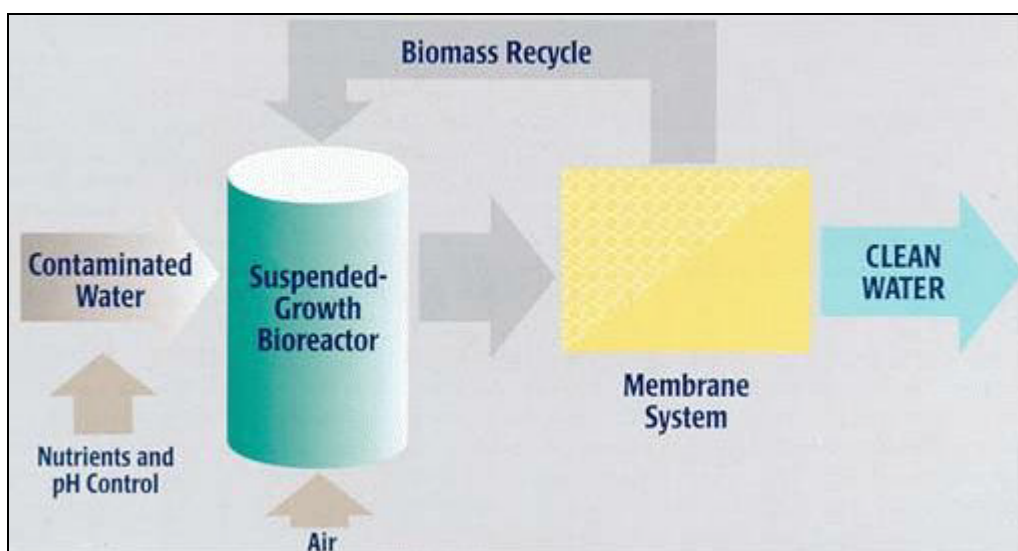 Biomass Recycle
Contaminated
Water
Suspended-
Growth
Bioreactor
CLEAN
WATER
Membrane
System
Nutrients and
pH Control
Air